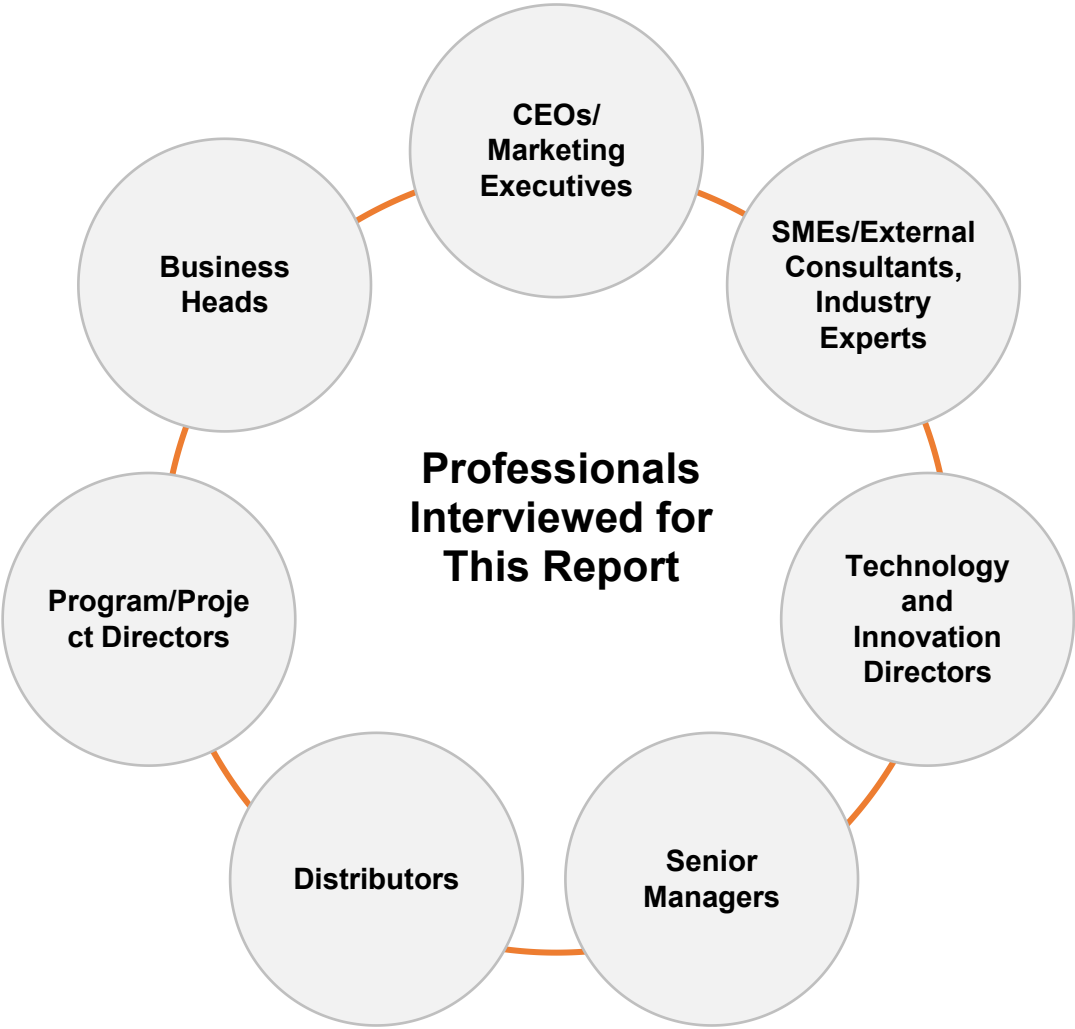 CEOs/
Marketing
Executives
SMEs/External
Consultants,
Industry
Experts
Technology
and
Innovation
Directors
Senior
Managers
Distributors
Program/Proje
ct Directors
Business
Heads
Professionals
Interviewed for
This Report